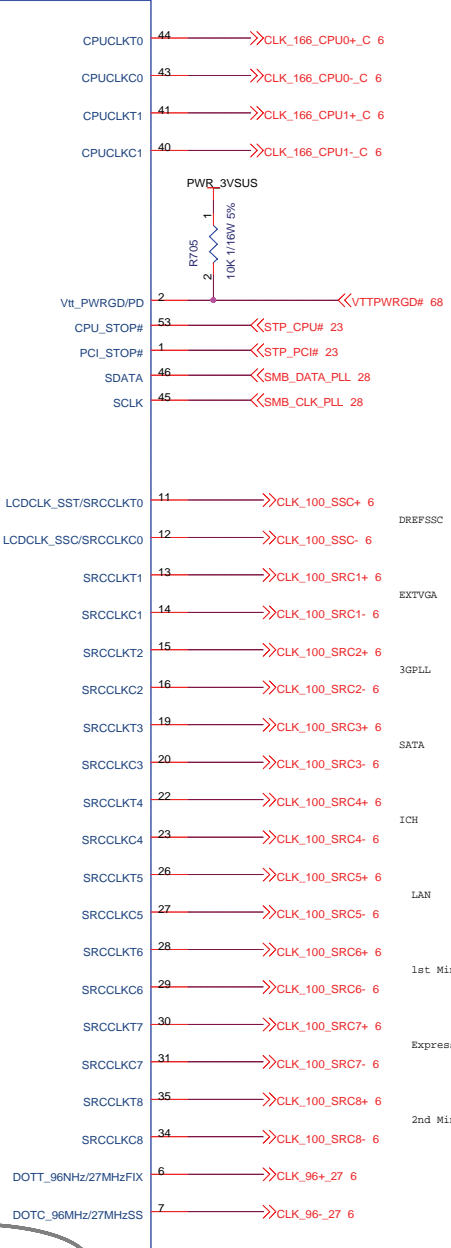 CPUCLKT0 44 CLK_166_CPU0+_C 6
CPUCLKC0 43 CLK_166_CPU0-_C 6
CPUCLKT1 41 CLK_166_CPU1+_C 6
CPUCLKC1 40 CLK_166_CPU1-_C 6
PWR_3VSUS
1
R705
10K 1/16W 5%
2
Vtt_PWRGD/PD 2 VTTPWRGD# 68
CPU_STOP# 53 STP_CPU# 23
PCI_STOP# 1 STP_PCI# 23
SDATA 46 SMB_DATA_PLL 28
SCLK 45 SMB_CLK_PLL 28
LCDCLK_SST/SRCCLKT0 11 CLK_100_SSC+ 6
DREFSSC
LCDCLK_SSC/SRCCLKC0 12 CLK_100_SSC- 6
SRCCLKT1 13 CLK_100_SRC1+ 6
EXTVGA
SRCCLKC1 14 CLK_100_SRC1- 6
SRCCLKT2 15 CLK_100_SRC2+ 6
3GPLL
SRCCLKC2 16 CLK_100_SRC2- 6
SRCCLKT3 19 CLK_100_SRC3+ 6
SATA
SRCCLKC3 20 CLK_100_SRC3- 6
SRCCLKT4 22 CLK_100_SRC4+ 6
ICH
SRCCLKC4 23 CLK_100_SRC4- 6
SRCCLKT5 26 CLK_100_SRC5+ 6
LAN
SRCCLKC5 27 CLK_100_SRC5- 6
SRCCLKT6 28 CLK_100_SRC6+ 6
1st Min
SRCCLKC6 29 CLK_100_SRC6- 6
SRCCLKT7 30 CLK_100_SRC7+ 6
Express
SRCCLKC7 31 CLK_100_SRC7- 6
SRCCLKT8 35 CLK_100_SRC8+ 6
2nd Min
SRCCLKC8 34 CLK_100_SRC8- 6
DOTT_96NHz/27MHzFIX 6 CLK_96+_27 6
DOTC_96MHz/27MHzSS 7 CLK_96-_27 6